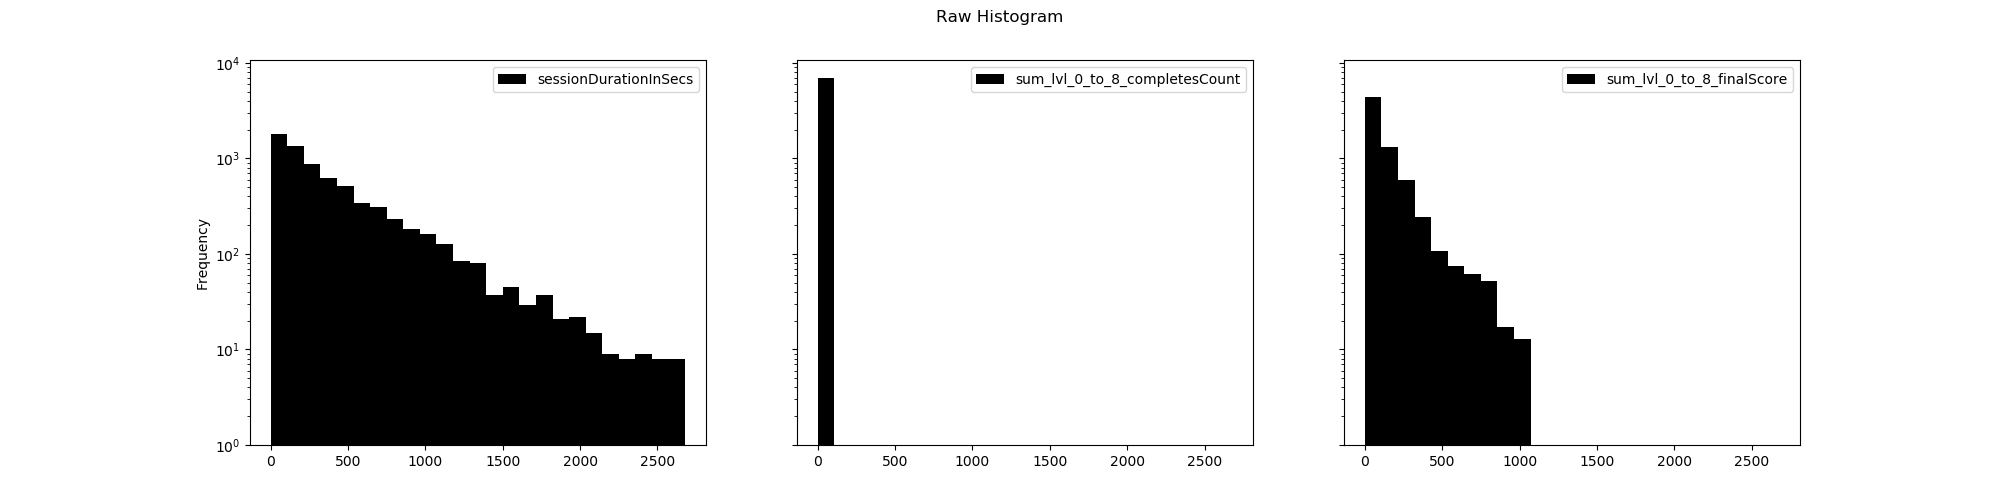 Raw Histogram
sessionDurationInSecs
sum_lvl_0_to_8_completesCount
sum_lvl_0_to_8_finalScore
Frequency
10⁴
10³
10²
10¹
10⁰
0 500 1000 1500 2000 2500
0 500 1000 1500 2000 2500
0 500 1000 1500 2000 2500